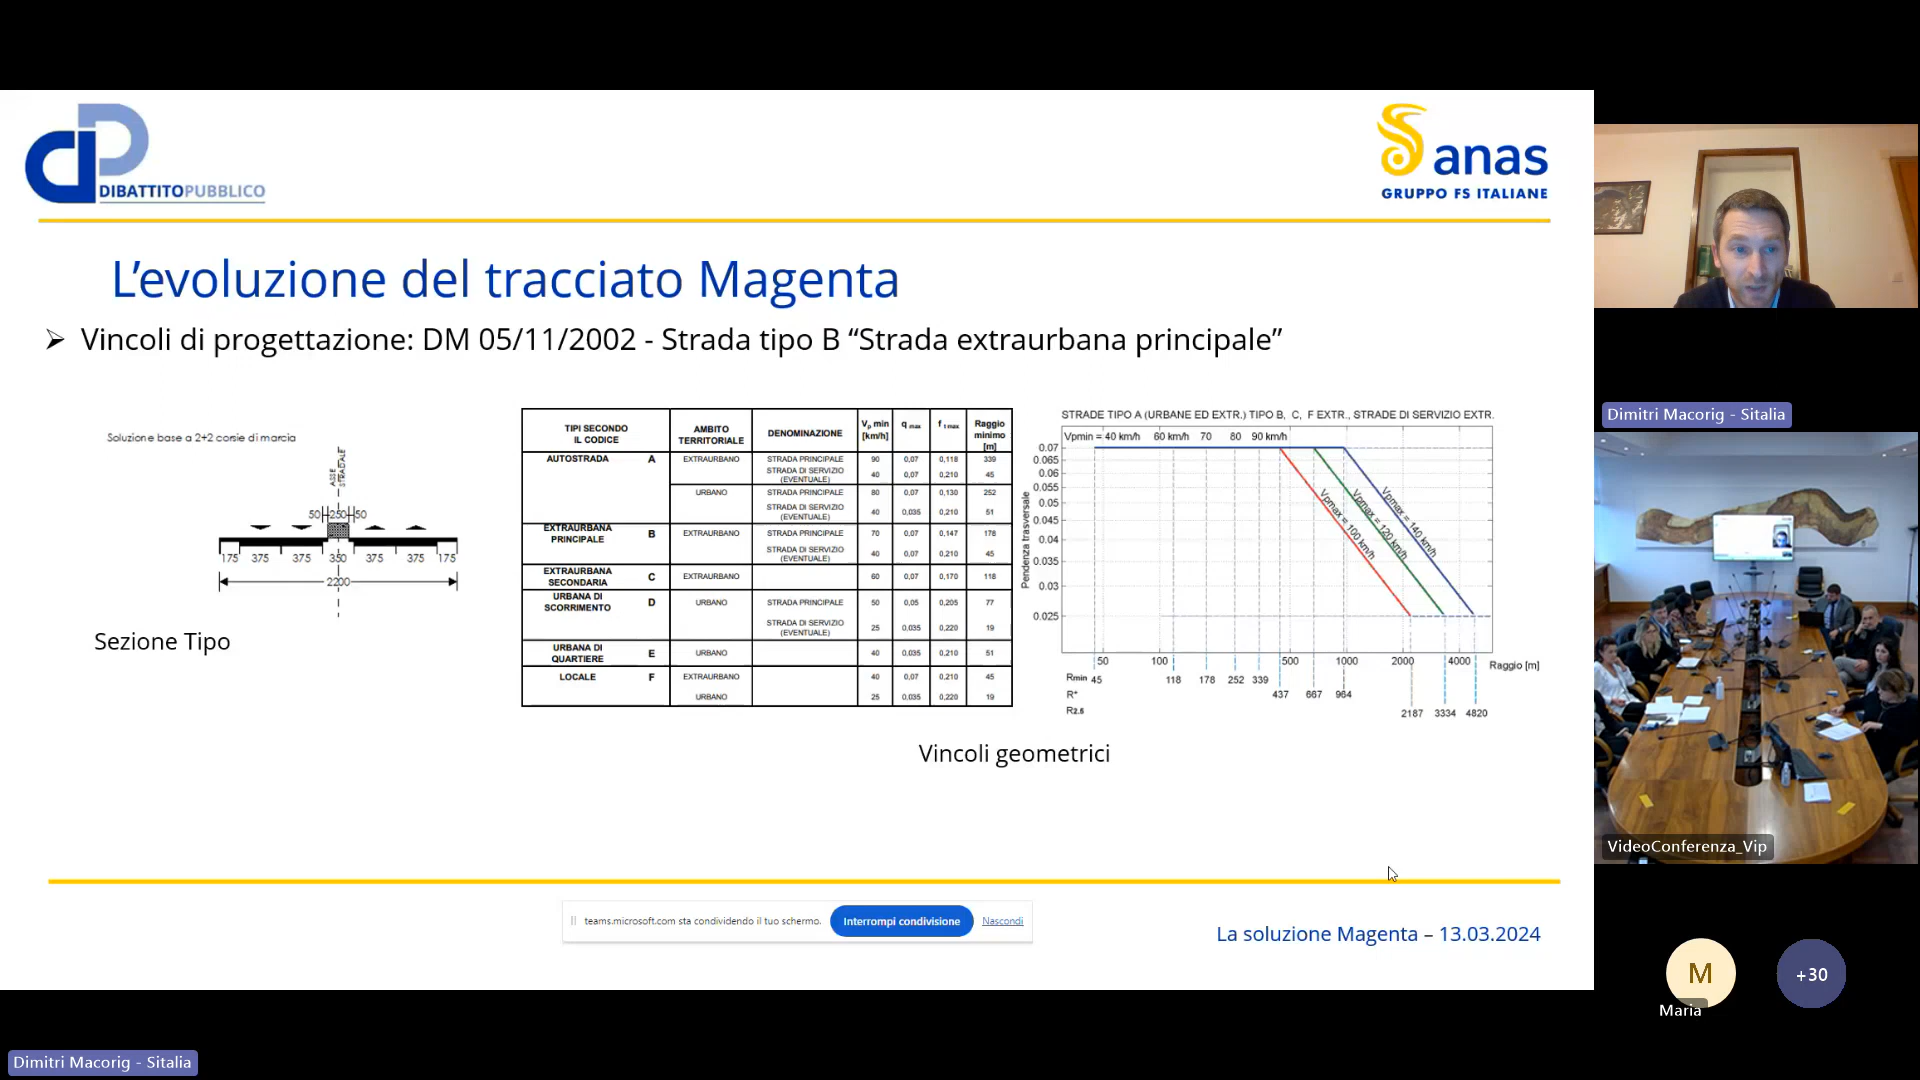 DIBATTITOPUBBLICO
anas
GRUPPO FS ITALIANE
L'evoluzione del tracciato Magenta
➢ Vincoli di progettazione: DM 05/11/2002 - Strada tipo B “Strada extraurbana principale”
Soluzione base a 2+2 corsie di marcia
ASSE
STRADALE
50 250 50
175 375 375 350 375 375 175
2200
Sezione Tipo
TIPI SECONDO IL CODICE AMBITO TERRITORIALE DENOMINAZIONE Vp min [km/h] q max f t max Raggio minimo [m]
AUTOSTRADA A EXTRAURBANO STRADA PRINCIPALE 90 0,07 0,118 339
STRADA DI SERVIZIO (EVENTUALE) 40 0,07 0,210 45
URBANO STRADA PRINCIPALE 80 0,07 0,130 252
STRADA DI SERVIZIO (EVENTUALE) 40 0,035 0,210 51
EXTRAURBANA PRINCIPALE B EXTRAURBANO STRADA PRINCIPALE 70 0,07 0,147 178
STRADA DI SERVIZIO (EVENTUALE) 40 0,07 0,210 45
EXTRAURBANA SECONDARIA C EXTRAURBANO 60 0,07 0,170 118
URBANA DI SCORRIMENTO D URBANO STRADA PRINCIPALE 50 0,05 0,205 77
STRADA DI SERVIZIO (EVENTUALE) 25 0,035 0,220 19
URBANA DI QUARTIERE E URBANO 40 0,035 0,210 51
LOCALE F EXTRAURBANO 40 0,07 0,210 45
URBANO 25 0,035 0,220 19
STRADE TIPO A (URBANE ED EXTR.) TIPO B, C, F EXTR., STRADE DI SERVIZIO EXTR.
Vpmin = 40 km/h 60 km/h 70 80 90 km/h
0.07
0.065
0.06
0.055
0.05
0.045
0.04
0.035
0.03
0.025
Pendenza trasversale
Vpmax = 100 km/h
Vpmax = 120 km/h
Vpmax = 140 km/h
50 100 500 1000 2000 4000 Raggio [m]
Rmin 45 118 178 252 339
R* 437 667 964
R2.5 2187 3334 4820
Vincoli geometrici
teams.microsoft.com sta condividendo il tuo schermo. Interrompi condivisione Nascondi
La soluzione Magenta – 13.03.2024
Dimitri Macorig - Sitalia
VideoConferenza_Vip
M
Maria
+30
Dimitri Macorig - Sitalia